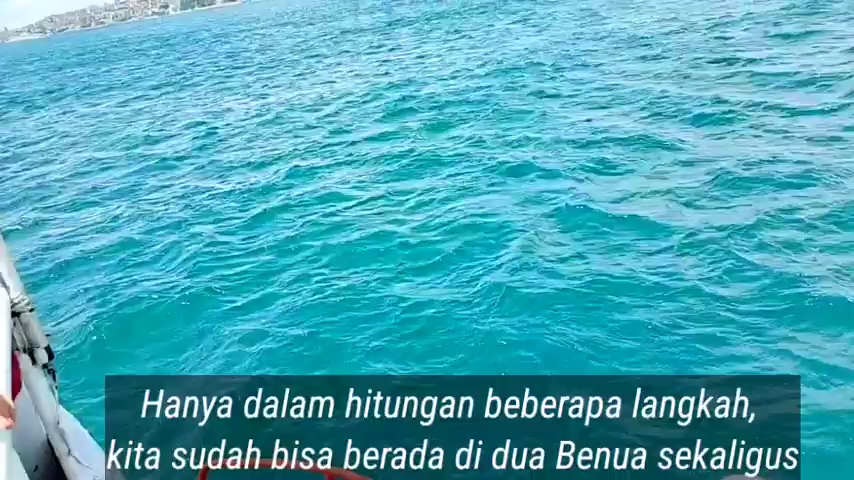 Hanya dalam hitungan beberapa langkah,
kita sudah bisa berada di dua Benua sekaligus